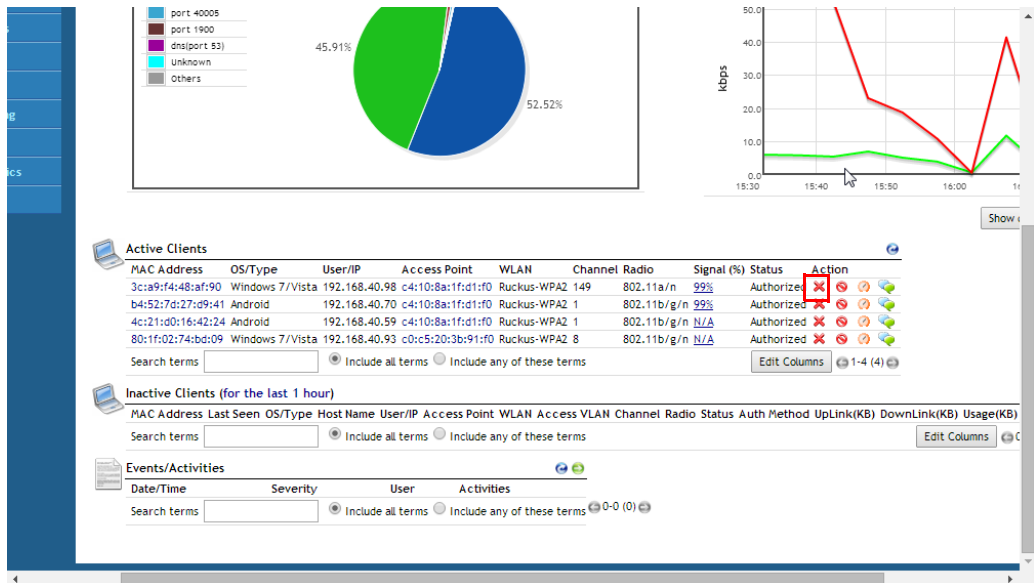 port 40005
port 1900
dns(port 53)
Unknown
Others
45.91%
52.52%
kbps
50.0
40.0
30.0
20.0
10.0
0.0
15:30 15:40 15:50 16:00
Show
g
ics
Active Clients
MAC Address OS/Type User/IP Access Point WLAN Channel Radio Signal (%) Status Action
3c:a9:f4:48:af:90 Windows 7/Vista 192.168.40.98 c4:10:8a:1f:d1:f0 Ruckus-WPA2 149 802.11a/n 99% Authorized
b4:52:7d:27:d9:41 Android 192.168.40.70 c4:10:8a:1f:d1:f0 Ruckus-WPA2 1 802.11b/g/n 99% Authorized
4c:21:d0:16:42:24 Android 192.168.40.59 c4:10:8a:1f:d1:f0 Ruckus-WPA2 1 802.11b/g/n N/A Authorized
80:1f:02:74:bd:09 Windows 7/Vista 192.168.40.93 c0:c5:20:3b:91:f0 Ruckus-WPA2 8 802.11b/g/n N/A Authorized
Search terms Include all terms Include any of these terms Edit Columns 1-4 (4)
Inactive Clients (for the last 1 hour)
MAC Address Last Seen OS/Type Host Name User/IP Access Point WLAN Access VLAN Channel Radio Status Auth Method UpLink(KB) DownLink(KB) Usage(KB)
Search terms Include all terms Include any of these terms Edit Columns
Events/Activities
Date/Time Severity User Activities
Search terms Include all terms Include any of these terms 0-0 (0)